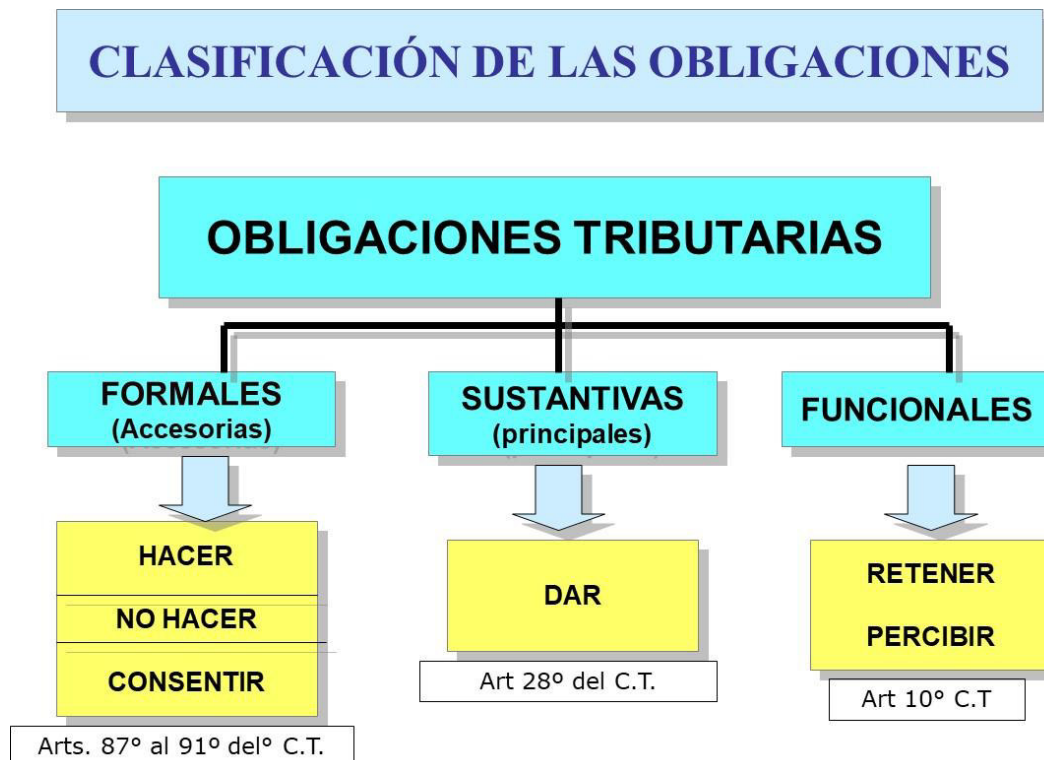 CLASIFICACIÓN DE LAS OBLIGACIONES
OBLIGACIONES TRIBUTARIAS
FORMALES
(Accesorias)
HACER
NO HACER
CONSENTIR
Arts. 87° al 91º del° C.T.
SUSTANTIVAS
(principales)
DAR
Art 28º del C.T.
FUNCIONALES
RETENER
PERCIBIR
Art 10° C.T